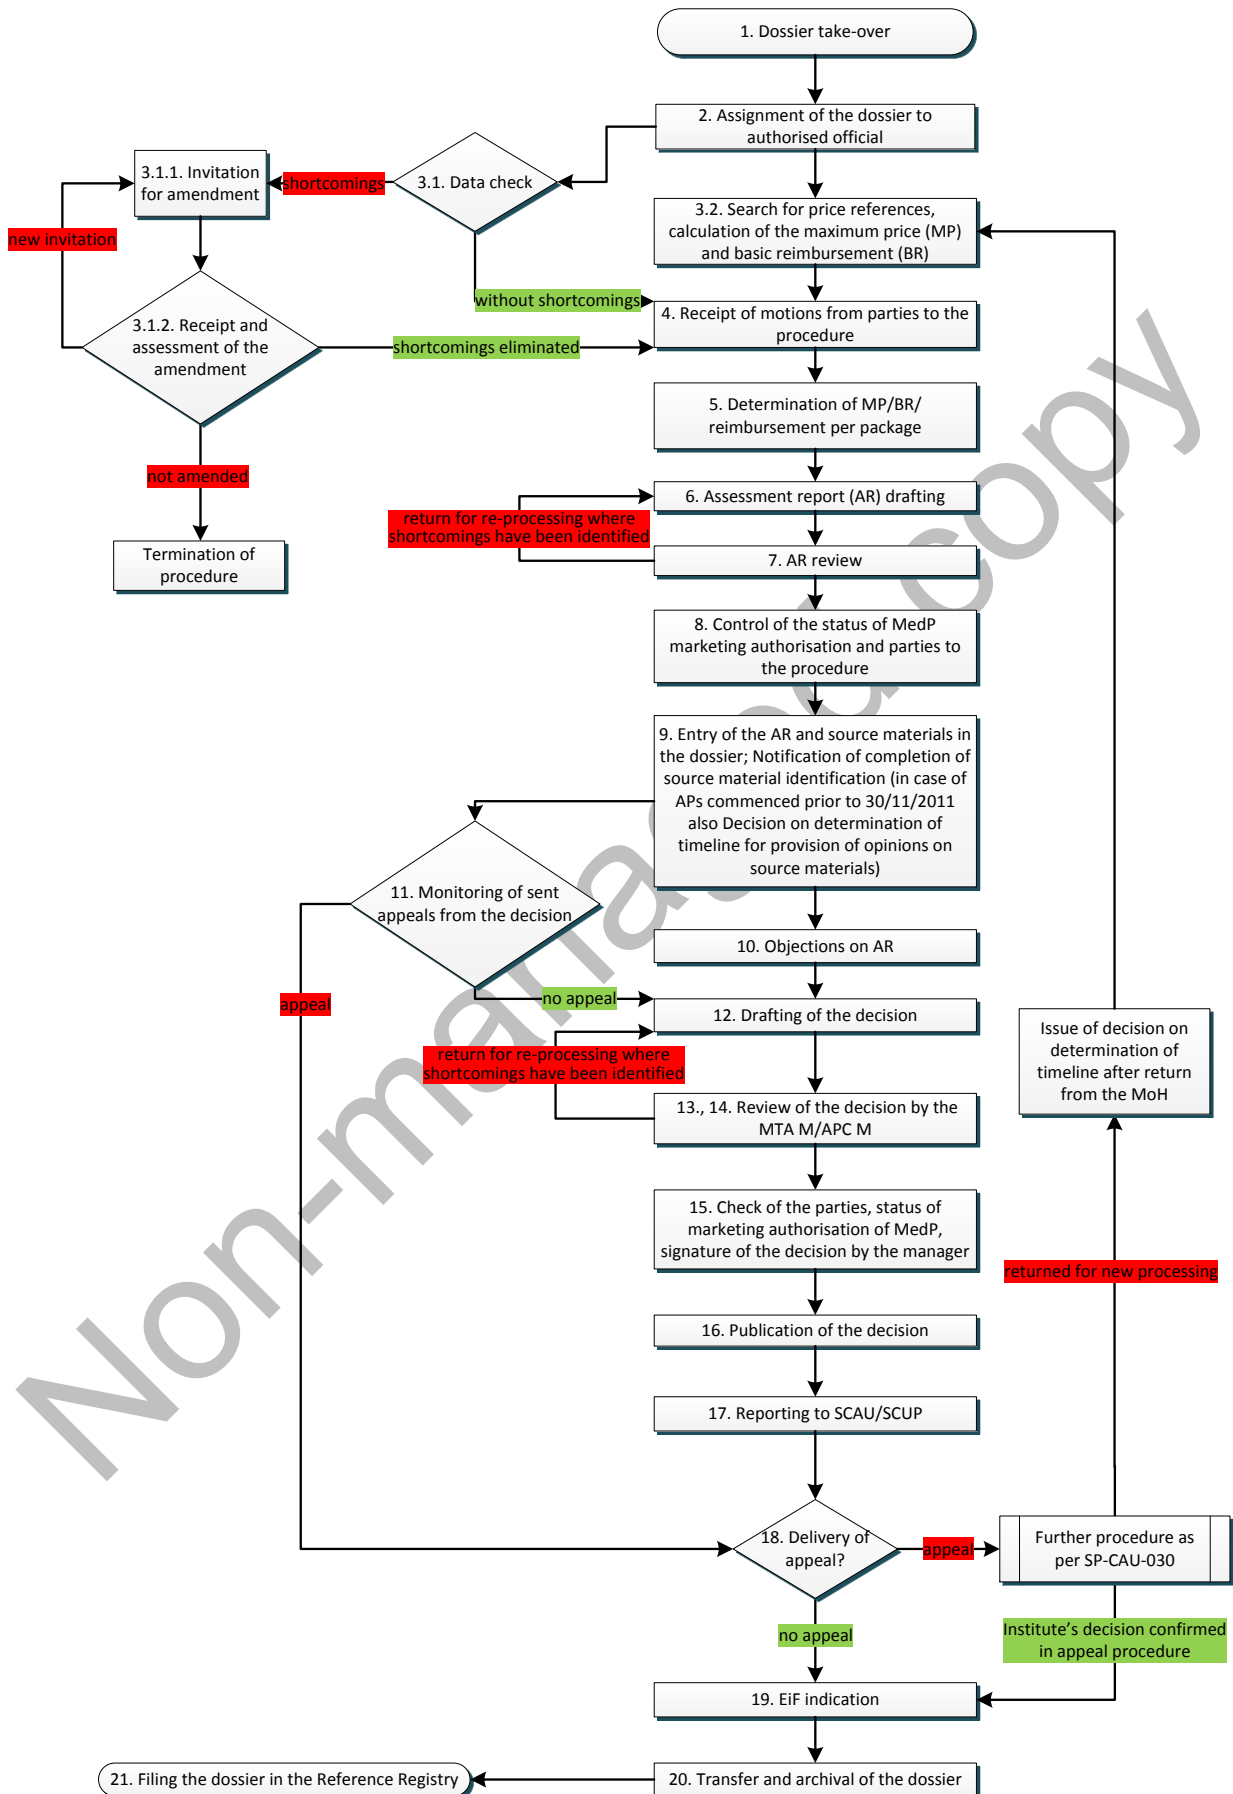 1. Dossier take-over
2. Assignment of the dossier to
authorised official
3.1. Data check
shortcomings
3.1.1. Invitation
for amendment
new invitation
3.2. Search for price references,
calculation of the maximum price (MP)
and basic reimbursement (BR)
without shortcomings
3.1.2. Receipt and
assessment of the
amendment
shortcomings eliminated
4. Receipt of motions from parties to the
procedure
5. Determination of MP/BR/
reimbursement per package
not amended
Termination of
procedure
6. Assessment report (AR) drafting
return for re-processing where
shortcomings have been identified
7. AR review
8. Control of the status of MedP
marketing authorisation and parties to
the procedure
9. Entry of the AR and source materials in
the dossier; Notification of completion of
source material identification (in case of
APs commenced prior to 30/11/2011
also Decision on determination of
timeline for provision of opinions on
source materials)
11. Monitoring of sent
appeals from the decision
10. Objections on AR
appeal
no appeal
12. Drafting of the decision
return for re-processing where
shortcomings have been identified
13., 14. Review of the decision by the
MTA M/APC M
Issue of decision on
determination of
timeline after return
from the MoH
15. Check of the parties, status of
marketing authorisation of MedP,
signature of the decision by the manager
returned for new processing
16. Publication of the decision
17. Reporting to SCAU/SCUP
18. Delivery of
appeal?
appeal
Further procedure as
per SP-CAU-030
no appeal
Institute's decision confirmed
in appeal procedure
19. EiF indication
20. Transfer and archival of the dossier
21. Filing the dossier in the Reference Registry
Non-managed copy